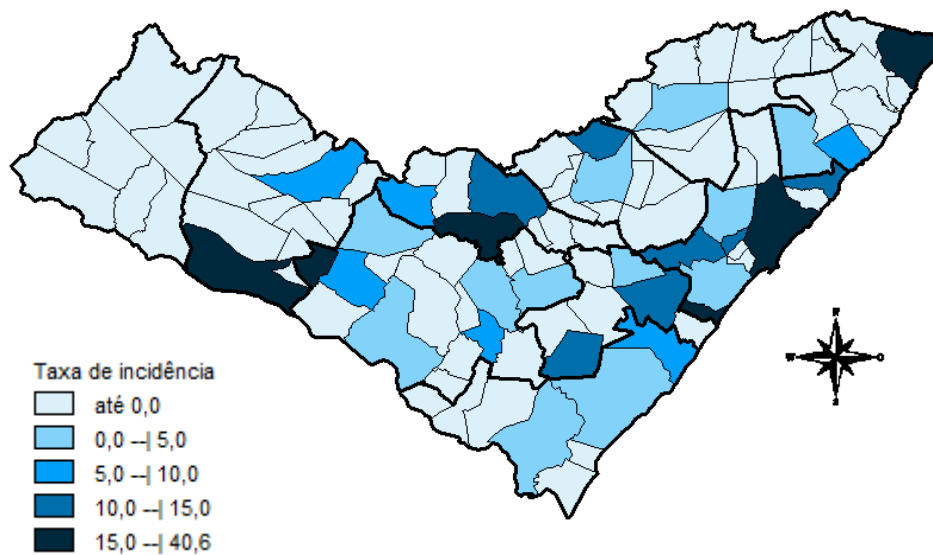 N
W
O
S
Taxa de incidência
até 0,0
0,0 --| 5,0
5,0 --| 10,0
10,0 --| 15,0
15,0 --| 40,6